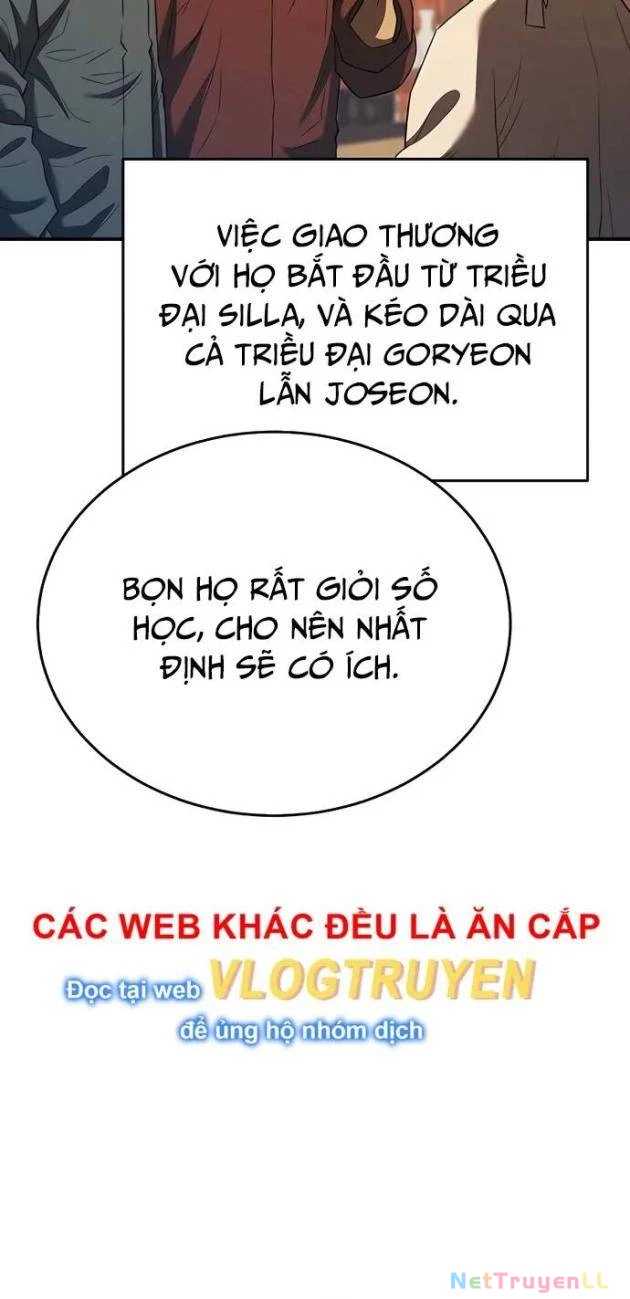 VIỆC GIAO THƯƠNG
VỚI HỌ BẮT ĐẦU TỪ TRIỀU
ĐẠI SILLA, VÀ KÉO DÀI QUA
CẢ TRIỀU ĐẠI GORYEON
LẪN JOSEON.
BỌN HỌ RẤT GIỎI SỐ
HỌC, CHO NÊN NHẤT
ĐỊNH SẼ CÓ ÍCH.
CÁC WEB KHÁC ĐỀU LÀ ĂN CẮP
Đọc tại web VLOGTRUYEN
để ủng hộ nhóm dịch
NetTruyenLL